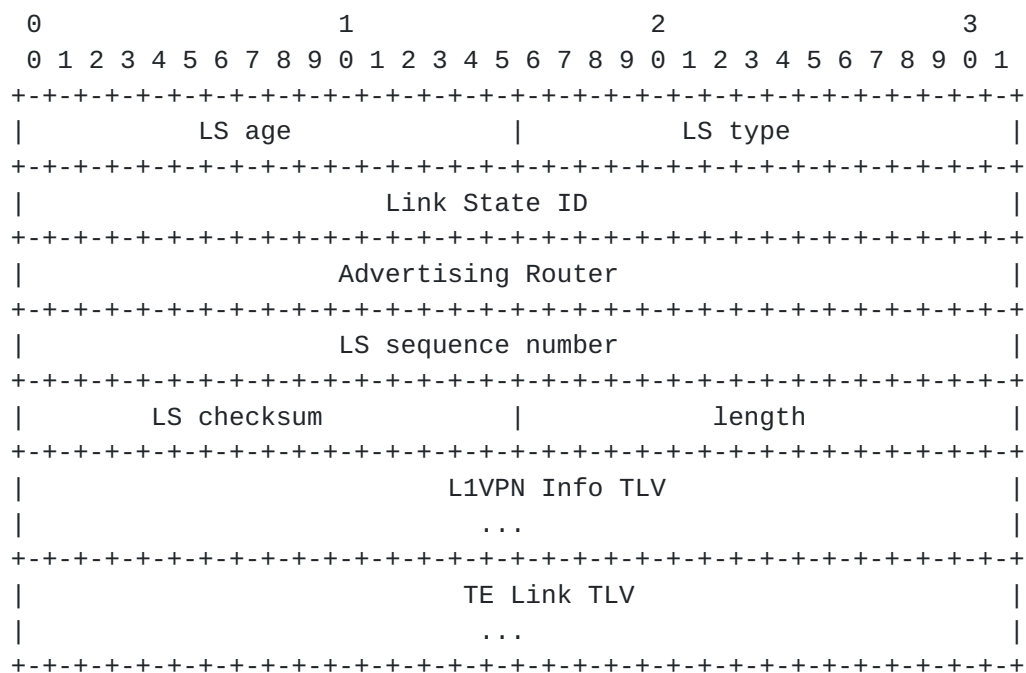 0                   1                   2                   3
 0 1 2 3 4 5 6 7 8 9 0 1 2 3 4 5 6 7 8 9 0 1 2 3 4 5 6 7 8 9 0 1
+-+-+-+-+-+-+-+-+-+-+-+-+-+-+-+-+-+-+-+-+-+-+-+-+-+-+-+-+-+-+-+-+
|           LS age              |          LS type              |
+-+-+-+-+-+-+-+-+-+-+-+-+-+-+-+-+-+-+-+-+-+-+-+-+-+-+-+-+-+-+-+-+
|                       Link State ID                           |
+-+-+-+-+-+-+-+-+-+-+-+-+-+-+-+-+-+-+-+-+-+-+-+-+-+-+-+-+-+-+-+-+
|                    Advertising Router                         |
+-+-+-+-+-+-+-+-+-+-+-+-+-+-+-+-+-+-+-+-+-+-+-+-+-+-+-+-+-+-+-+-+
|                    LS sequence number                         |
+-+-+-+-+-+-+-+-+-+-+-+-+-+-+-+-+-+-+-+-+-+-+-+-+-+-+-+-+-+-+-+-+
|        LS checksum            |            length             |
+-+-+-+-+-+-+-+-+-+-+-+-+-+-+-+-+-+-+-+-+-+-+-+-+-+-+-+-+-+-+-+-+
|                           L1VPN Info TLV                      |
|                             ...                               |
+-+-+-+-+-+-+-+-+-+-+-+-+-+-+-+-+-+-+-+-+-+-+-+-+-+-+-+-+-+-+-+-+
|                            TE Link TLV                        |
|                             ...                               |
+-+-+-+-+-+-+-+-+-+-+-+-+-+-+-+-+-+-+-+-+-+-+-+-+-+-+-+-+-+-+-+-+